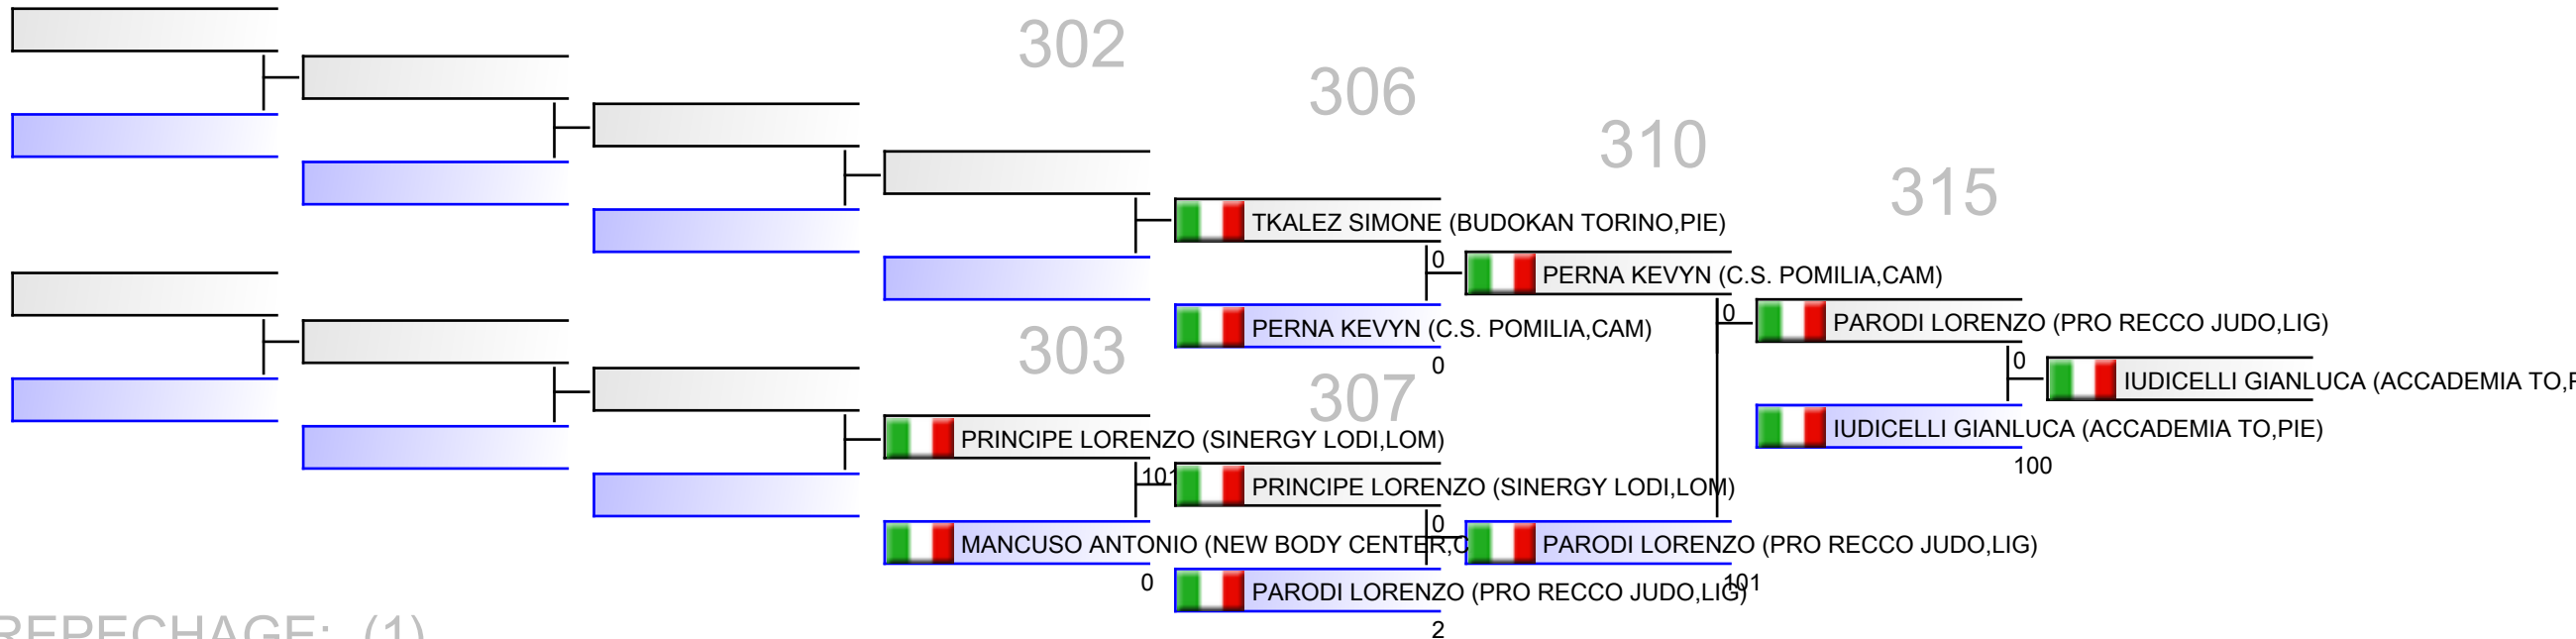 302
306
310
315
TKALEZ SIMONE (BUDOKAN TORINO,PIE)
0
PERNA KEVYN (C.S. POMILIA,CAM)
0
PARODI LORENZO (PRO RECCO JUDO,LIG)
PERNA KEVYN (C.S. POMILIA,CAM)
0
303
0
IUDICELLI GIANLUCA (ACCADEMIA TO,P
307
IUDICELLI GIANLUCA (ACCADEMIA TO,PIE)
100
PRINCIPE LORENZO (SINERGY LODI,LOM)
101
PRINCIPE LORENZO (SINERGY LODI,LOM)
0
MANCUSO ANTONIO (NEW BODY CENTER,C
0
PARODI LORENZO (PRO RECCO JUDO,LIG)
101
PARODI LORENZO (PRO RECCO JUDO,LIG)
2
REPECHAGE: (1)